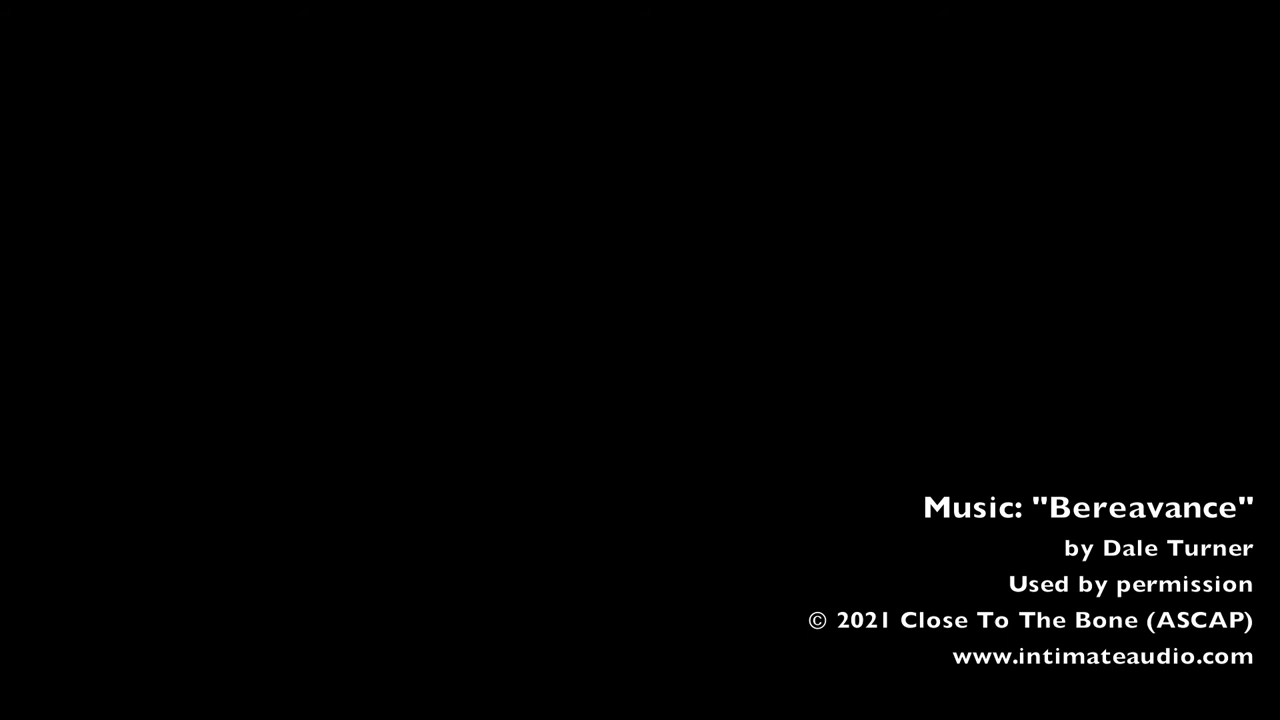 Music: "Bereavance"
by Dale Turner
Used by permission
© 2021 Close To The Bone (ASCAP)
www.intimateaudio.com